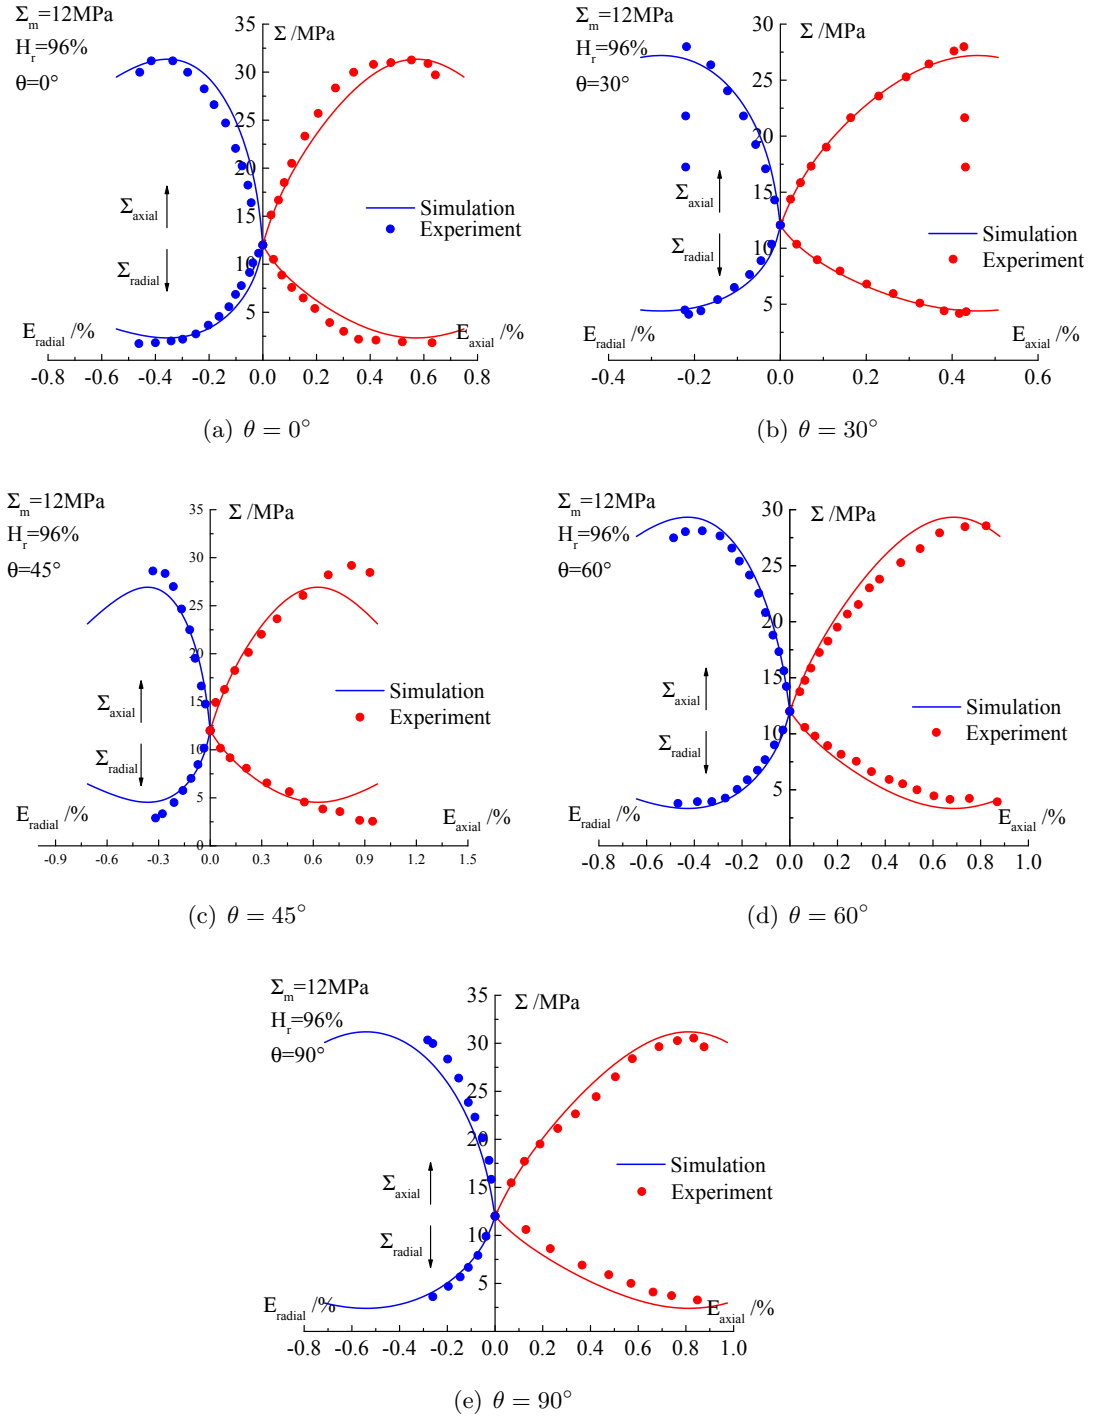 Σm=12MPa
Hr=96%
θ=0°
Σ /MPa
35
30
25
20
15
10
5
Σaxial
Σradial
Simulation
Experiment
Eradial /%
Eaxial /%
-0.8 -0.6 -0.4 -0.2 0.0 0.2 0.4 0.6 0.8
(a) θ = 0°
Σm=12MPa
Hr=96%
θ=30°
Σ /MPa
30
25
20
15
10
5
Σaxial
Σradial
Simulation
Experiment
Eradial /%
Eaxial /%
-0.4 -0.2 0.0 0.2 0.4 0.6
(b) θ = 30°
Σm=12MPa
Hr=96%
θ=45°
Σ /MPa
35
30
25
20
15
10
5
0
Σaxial
Σradial
Simulation
Experiment
Eradial /%
Eaxial /%
-0.9 -0.6 -0.3 0.0 0.3 0.6 0.9 1.2 1.5
(c) θ = 45°
Σm=12MPa
Hr=96%
θ=60°
Σ /MPa
30
25
20
15
10
5
Σaxial
Σradial
Simulation
Experiment
Eradial /%
Eaxial /%
-0.8 -0.6 -0.4 -0.2 0.0 0.2 0.4 0.6 0.8 1.0
(d) θ = 60°
Σm=12MPa
Hr=96%
θ=90°
Σ /MPa
35
30
25
20
15
10
5
Σaxial
Σradial
Simulation
Experiment
Eradial /%
Eaxial /%
-0.8 -0.6 -0.4 -0.2 0.0 0.2 0.4 0.6 0.8 1.0
(e) θ = 90°